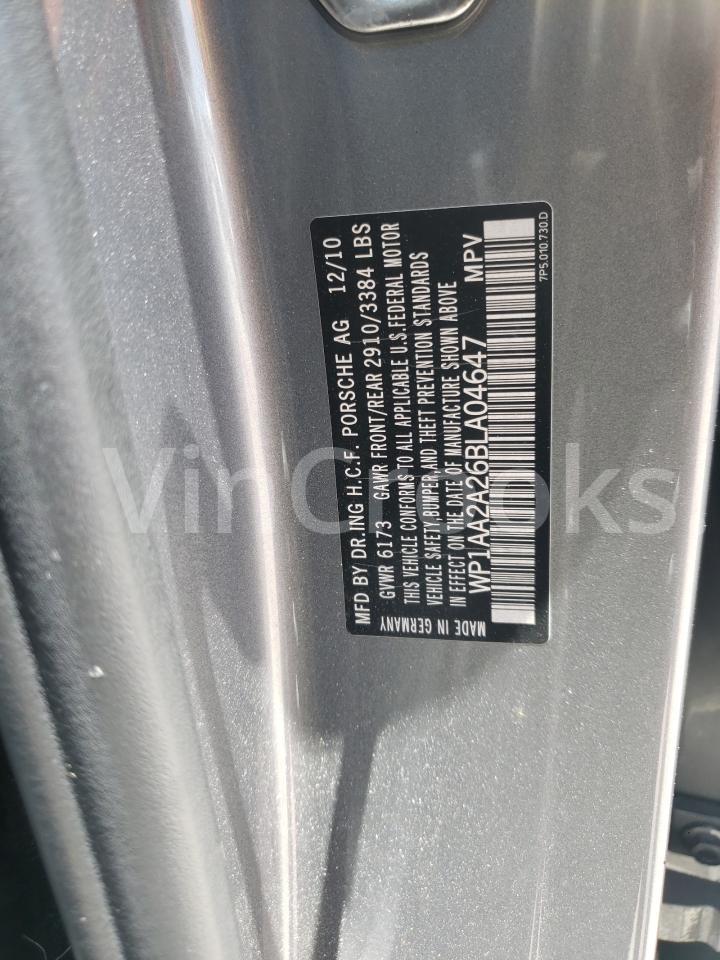 MFD BY DR.ING H.C.F. PORSCHE AG 12/10
GVWR 6173 GAWR FRONT/REAR 2910/3384 LBS
THIS VEHICLE CONFORMS TO ALL APPLICABLE U.S.FEDERAL MOTOR
VEHICLE SAFETY,BUMPER,AND THEFT PREVENTION STANDARDS
IN EFFECT ON THE DATE OF MANUFACTURE SHOWN ABOVE
WP1AA2A26BLA04647 MPV
MADE IN GERMANY
7P5.010.730.D
VinCrooks